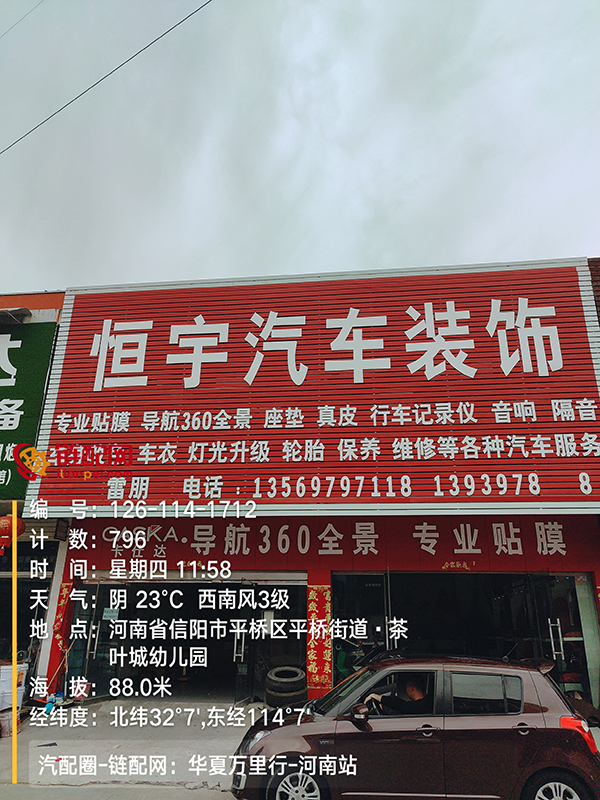 恒宇汽车装饰
专业贴膜 导航360全景 座垫 真皮 行车记录仪 音响 隔音
车衣 灯光升级 轮胎 保养 维修等各种汽车服务
雷朋 电话：13569797118 1393978 8
卡仕达·导航360全景 专业贴膜
汽配圈
编 号：126-114-1712
计 数：796
时 间：星期四 11:58
天 气：阴 23°C 西南风3级
地 点：河南省信阳市平桥区平桥街道·茶
叶城幼儿园
海 拔：88.0米
经纬度：北纬32°7',东经114°7'
汽配圈-链配网：华夏万里行-河南站